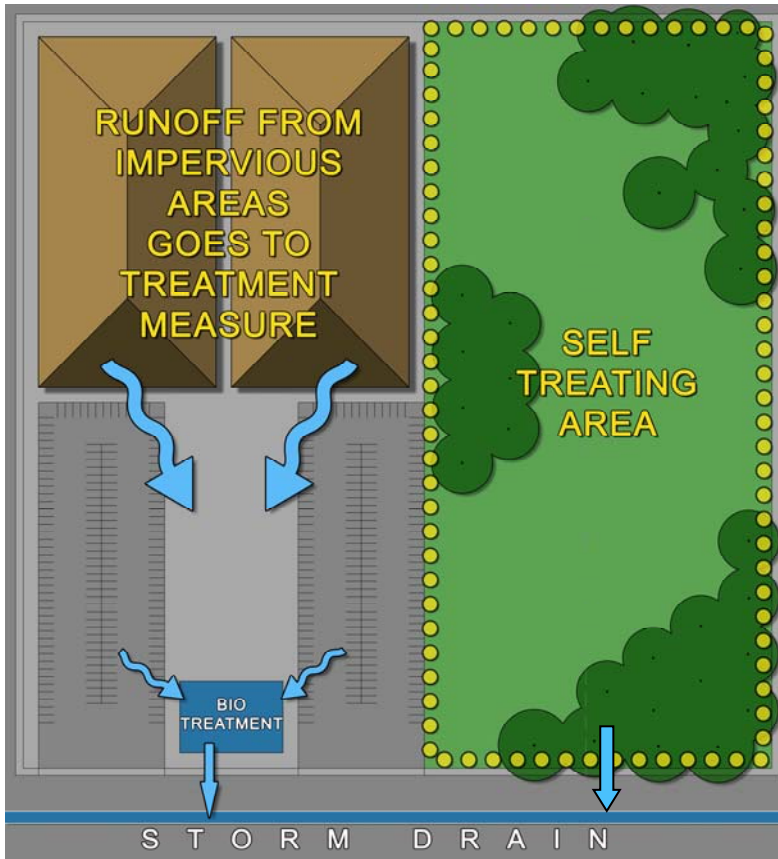 RUNOFF FROM
IMPERVIOUS
AREAS
GOES TO
TREATMENT
MEASURE
SELF
TREATING
AREA
BIO
TREATMENT
STORM DRAIN